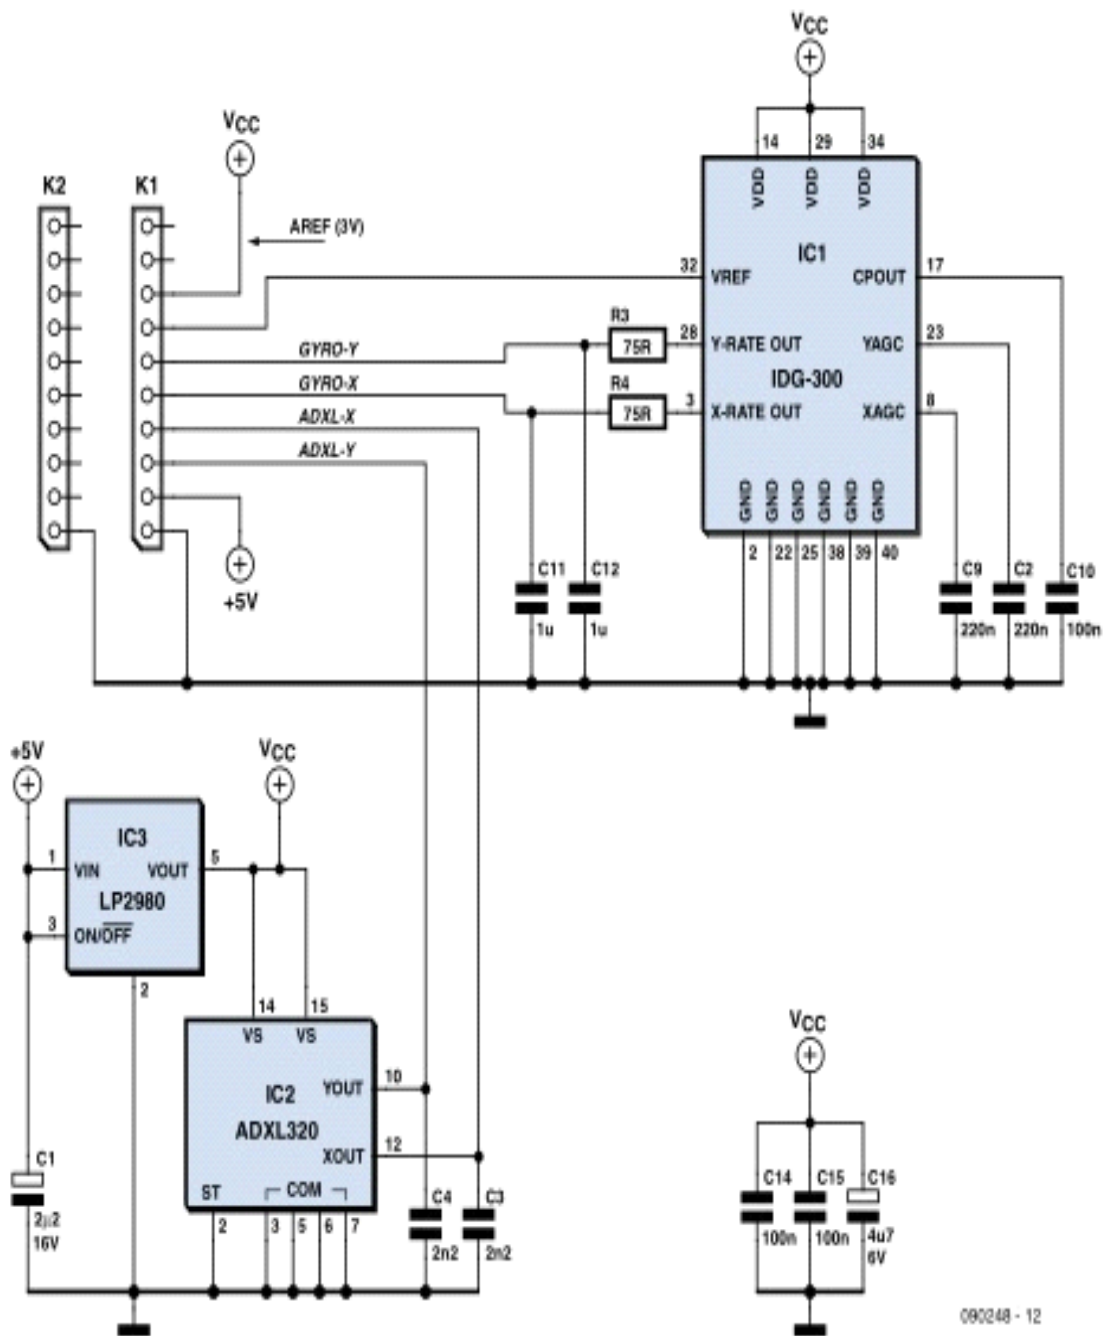 VCC
14 29 34
VDD VDD VDD
VCC
K2 K1
AREF (3V)
IC1
32 VREF CPOUT 17
R3
GYRO-Y 75R 28 Y-RATE OUT YAGC 23
IDG-300
R4
GYRO-X 75R 3 X-RATE OUT XAGC 8
ADXL-X
ADXL-Y
GND GND GND GND GND GND
2 22 25 38 39 40
+5V
C11 C12 C9 C2 C10
1u 1u 220n 220n 100n
+5V VCC
IC3
1 VIN VOUT 5
LP2980
3 ON/OFF
2
14 15
VS VS
IC2
YOUT 10
ADXL320
XOUT 12
ST COM
2 3 5 6 7
C1
2µ2
16V
C4 C3
2n2 2n2
VCC
C14 C15 C16
100n 100n 4u7
6V
090248 - 12